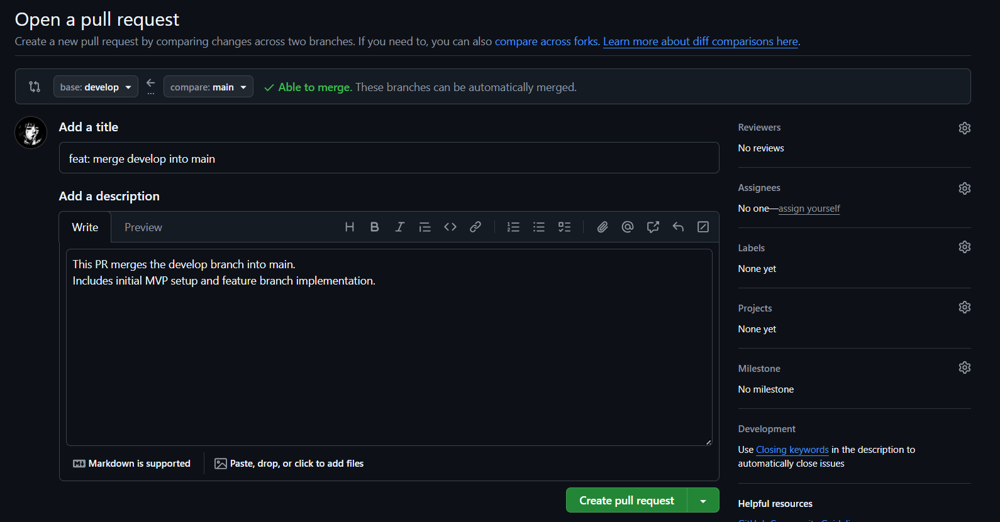 Open a pull request
Create a new pull request by comparing changes across two branches. If you need to, you can also compare across forks. Learn more about diff comparisons here.
base: develop
compare: main
Able to merge. These branches can be automatically merged.
Add a title
feat: merge develop into main
Add a description
Write
Preview
This PR merges the develop branch into main.
Includes initial MVP setup and feature branch implementation.
Markdown is supported
Paste, drop, or click to add files
Create pull request
Reviewers
No reviews
Assignees
No one—assign yourself
Labels
None yet
Projects
None yet
Milestone
No milestone
Development
Use Closing keywords in the description to
automatically close issues
Helpful resources